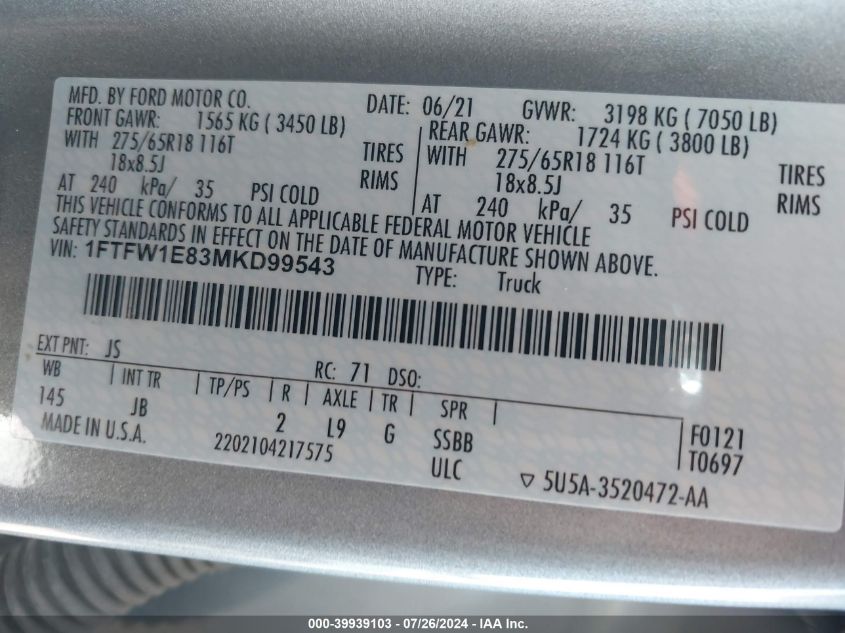 MFD. BY FORD MOTOR CO. DATE: 06/21 GVWR: 3198 KG ( 7050 LB)
FRONT GAWR: 1565 KG ( 3450 LB) REAR GAWR: 1724 KG ( 3800 LB)
WITH 275/65R18 116T TIRES WITH 275/65R18 116T TIRES
18x8.5J RIMS 18x8.5J RIMS
AT 240 kPa/ 35 PSI COLD AT 240 kPa/ 35 PSI COLD
THIS VEHICLE CONFORMS TO ALL APPLICABLE FEDERAL MOTOR VEHICLE
SAFETY STANDARDS IN EFFECT ON THE DATE OF MANUFACTURE SHOWN ABOVE.
VIN: 1FTFW1E83MKD99543 TYPE: Truck
EXT PNT: JS RC: 71 DSO:
WB INT TR TP/PS R AXLE TR SPR
145 JB 2 L9 G SSBB F0121
MADE IN U.S.A. 2202104217575 ULC T0697
▽ 5U5A-3520472-AA
000-39939103 - 07/26/2024 - IAA Inc.